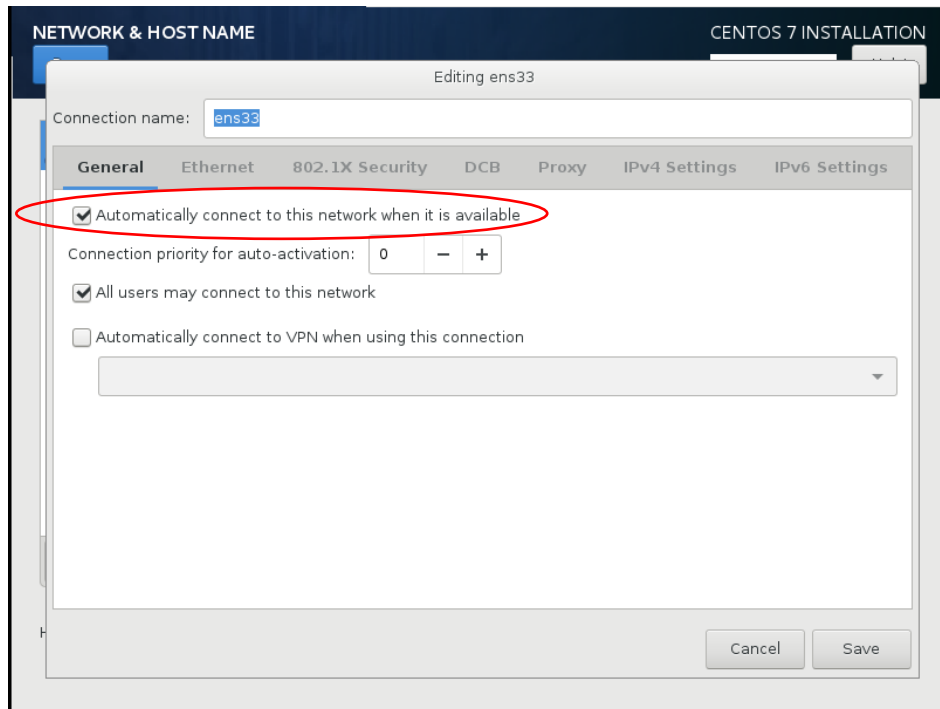 NETWORK & HOST NAME
CENTOS 7 INSTALLATION
Editing ens33
Connection name: ens33
General Ethernet 802.1X Security DCB Proxy IPv4 Settings IPv6 Settings
Automatically connect to this network when it is available
Connection priority for auto-activation: 0 − +
All users may connect to this network
Automatically connect to VPN when using this connection
Cancel Save